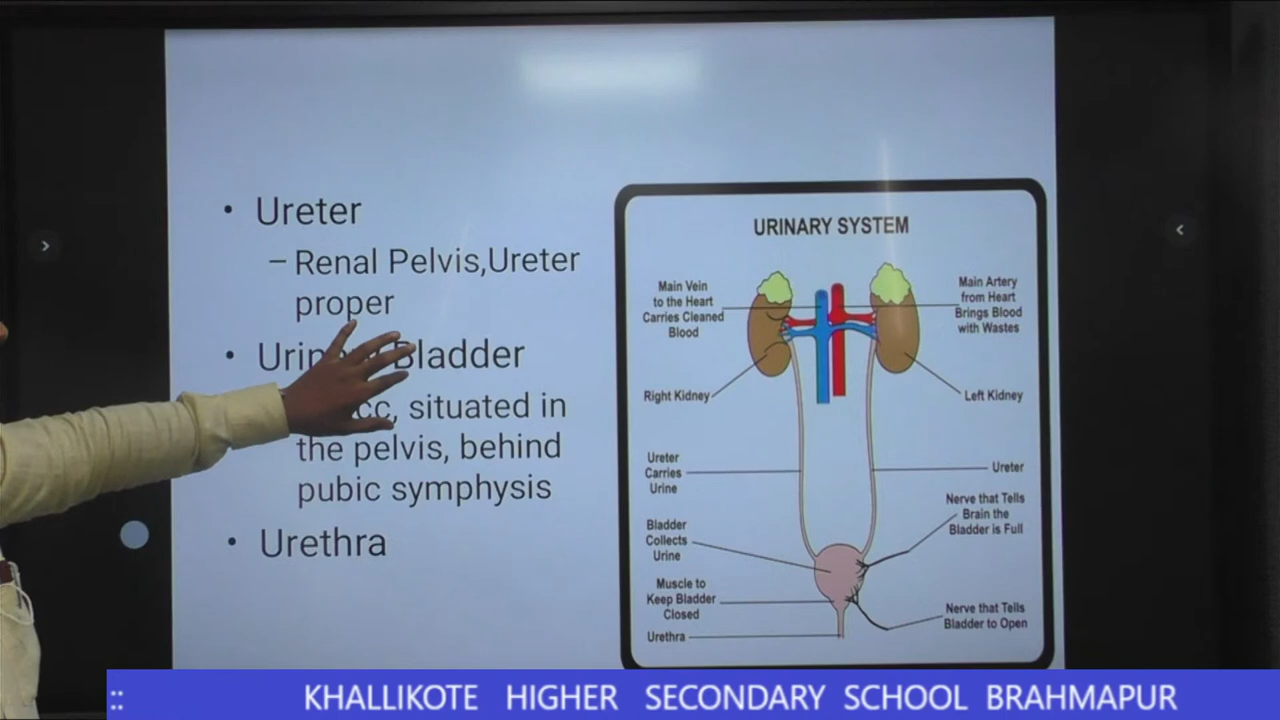 • Ureter
– Renal Pelvis,Ureter
proper
• Bladder
cc, situated in
the pelvis, behind
pubic symphysis
• Urethra
URINARY SYSTEM
Main Vein
to the Heart
Carries Cleaned
Blood
Main Artery
from Heart
Brings Blood
with Wastes
Right Kidney
Left Kidney
Ureter
Carries
Urine
Ureter
Nerve that Tells
Brain the
Bladder is Full
Bladder
Collects
Urine
Muscle to
Keep Bladder
Closed
Nerve that Tells
Bladder to Open
Urethra
:: KHALLIKOTE HIGHER SECONDARY SCHOOL BRAHMAPUR